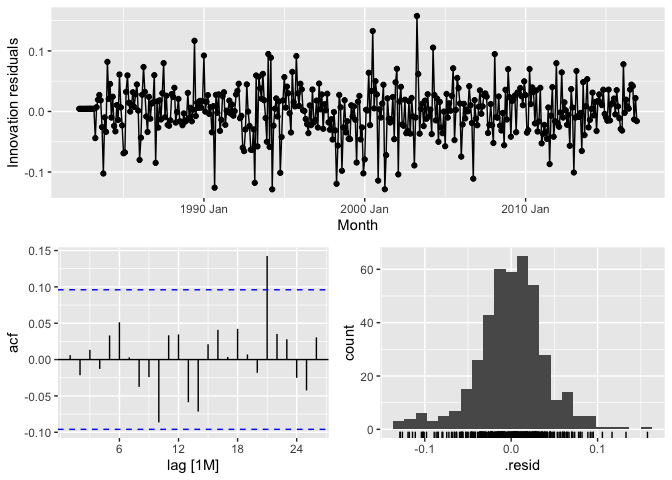 Innovation residuals
0.1
0.0
-0.1
1990 Jan
2000 Jan
2010 Jan
Month
acf
0.15
0.10
0.05
0.00
-0.05
-0.10
6
12
18
24
lag [1M]
count
60
40
20
0
-0.1
0.0
0.1
.resid